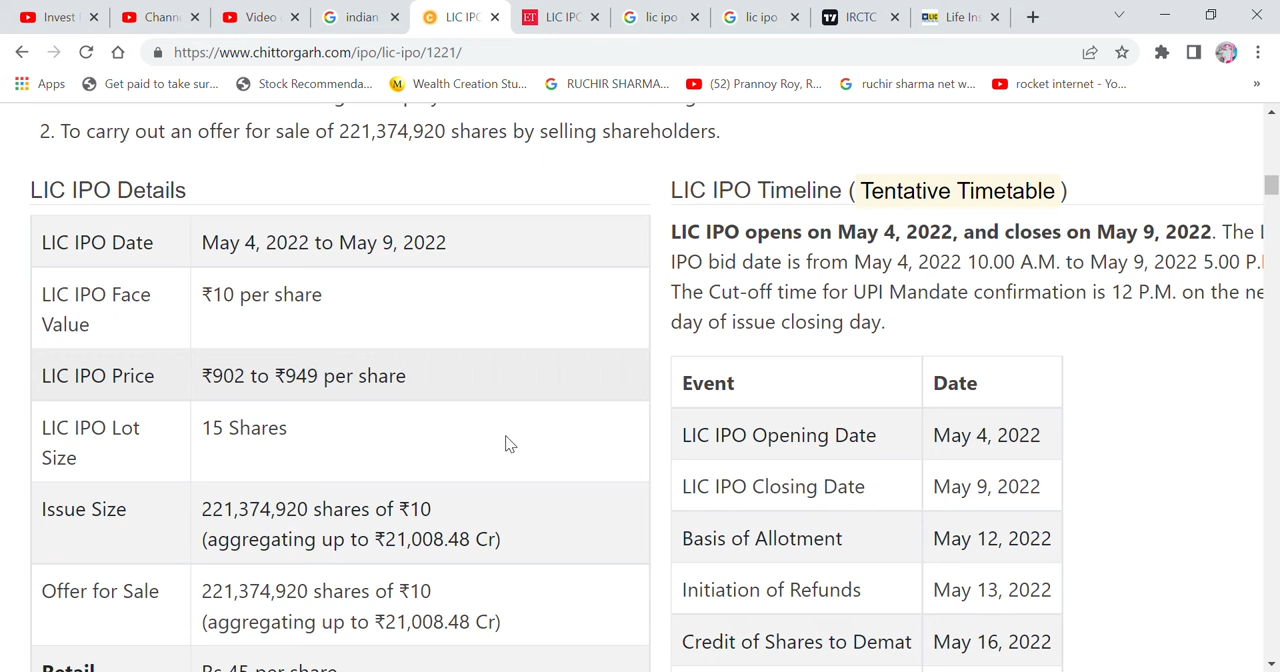 Invest
Chann
Video
indian
LIC IPO
LIC IPO
lic ipo
lic ipo
IRCTC
Life In
https://www.chittorgarh.com/ipo/lic-ipo/1221/
Apps
Get paid to take sur...
Stock Recommenda...
Wealth Creation Stu...
RUCHIR SHARMA...
(52) Prannoy Roy, R...
ruchir sharma net w...
rocket internet - Yo...
»
2. To carry out an offer for sale of 221,374,920 shares by selling shareholders.
LIC IPO Details
LIC IPO Date May 4, 2022 to May 9, 2022
LIC IPO Face ₹10 per share
Value
LIC IPO Price ₹902 to ₹949 per share
LIC IPO Lot 15 Shares
Size
Issue Size 221,374,920 shares of ₹10
(aggregating up to ₹21,008.48 Cr)
Offer for Sale 221,374,920 shares of ₹10
(aggregating up to ₹21,008.48 Cr)
Retail Rs 45 per share
LIC IPO Timeline (Tentative Timetable)
LIC IPO opens on May 4, 2022, and closes on May 9, 2022. The
IPO bid date is from May 4, 2022 10.00 A.M. to May 9, 2022 5.00 P.
The Cut-off time for UPI Mandate confirmation is 12 P.M. on the ne
day of issue closing day.
Event Date
LIC IPO Opening Date May 4, 2022
LIC IPO Closing Date May 9, 2022
Basis of Allotment May 12, 2022
Initiation of Refunds May 13, 2022
Credit of Shares to Demat May 16, 2022